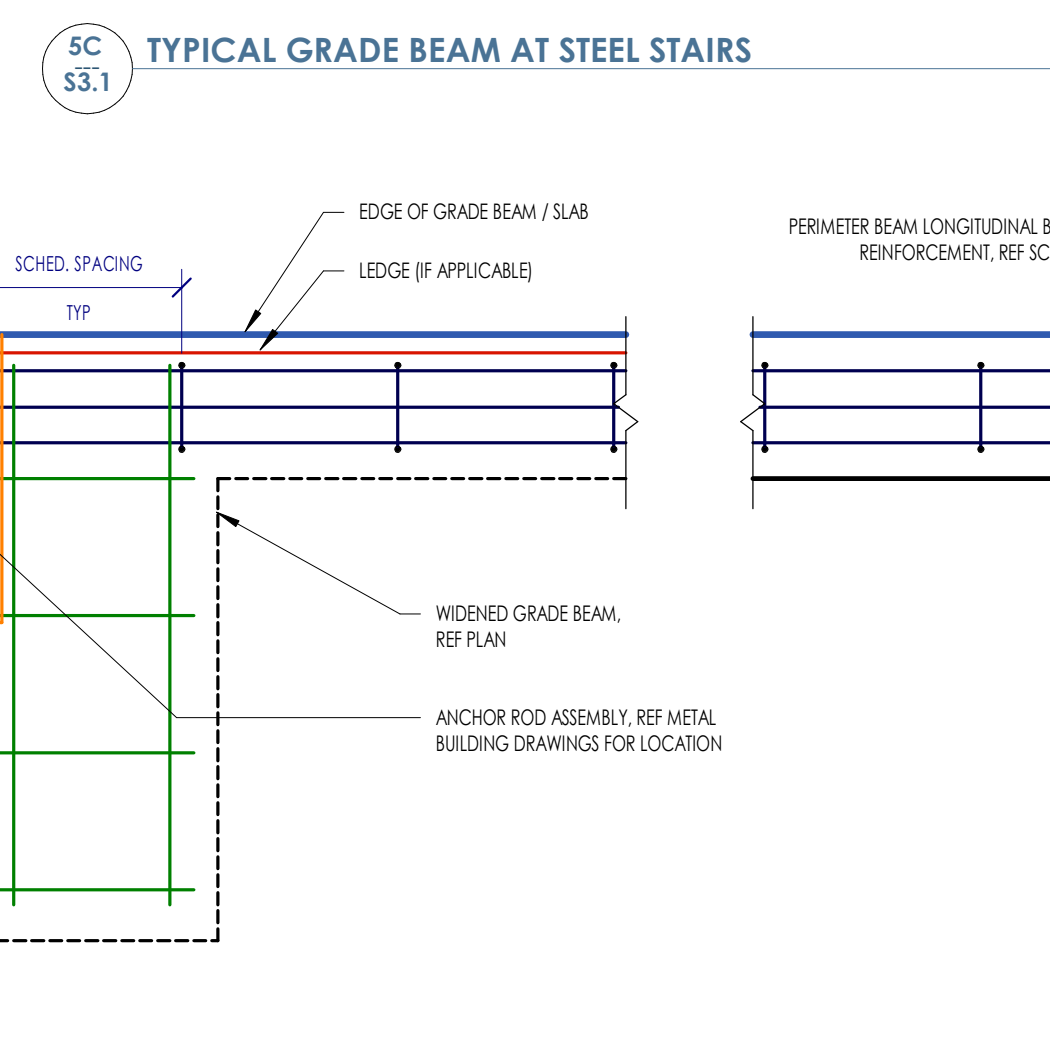 5C
---
S3.1
TYPICAL GRADE BEAM AT STEEL STAIRS
EDGE OF GRADE BEAM / SLAB
LEDGE (IF APPLICABLE)
SCHED. SPACING
TYP
PERIMETER BEAM LONGITUDINAL B
REINFORCEMENT, REF SC
WIDENED GRADE BEAM,
REF PLAN
ANCHOR ROD ASSEMBLY, REF METAL
BUILDING DRAWINGS FOR LOCATION